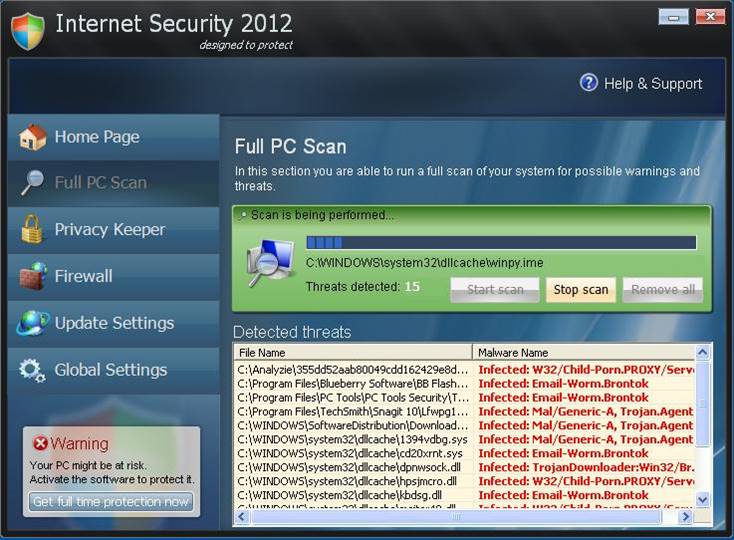 Internet Security 2012
designed to protect
Help & Support
Home Page
Full PC Scan
Privacy Keeper
Firewall
Update Settings
Global Settings
Warning
Your PC might be at risk.
Activate the software to protect it.
Get full time protection now
Full PC Scan
In this section you are able to run a full scan of your system for possible warnings and
threats.
Scan is being performed...
C:\WINDOWS\system32\dllcache\winpy.ime
Threats detected: 15
Start scan Stop scan Remove all
Detected threats
File Name Malware Name
C:\Analyzie\355dd52aab80049cdd162429e8d... Infected: W32/Child-Porn.PROXY/Serve
C:\Program Files\Blueberry Software\BB Flash... Infected: Email-Worm.Brontok
C:\Program Files\PC Tools\PC Tools Security\T... Infected: Email-Worm.Brontok
C:\Program Files\TechSmith\Snagit 10\Lfwpg1... Infected: Mal/Generic-A, Trojan.Agent
C:\WINDOWS\SoftwareDistribution\Download... Infected: Mal/Generic-A, Trojan.Agent
C:\WINDOWS\system32\dllcache\1394vdbg.sys Infected: Mal/Generic-A, Trojan.Agent
C:\WINDOWS\system32\dllcache\cd20xrnt.sys Infected: Email-Worm.Brontok
C:\WINDOWS\system32\dllcache\dpnwsock.dll Infected: TrojanDownloader:Win32/Br.
C:\WINDOWS\system32\dllcache\hpsjmcro.dll Infected: W32/Child-Porn.PROXY/Serve
C:\WINDOWS\system32\dllcache\kbdsg.dll Infected: Email-Worm.Brontok